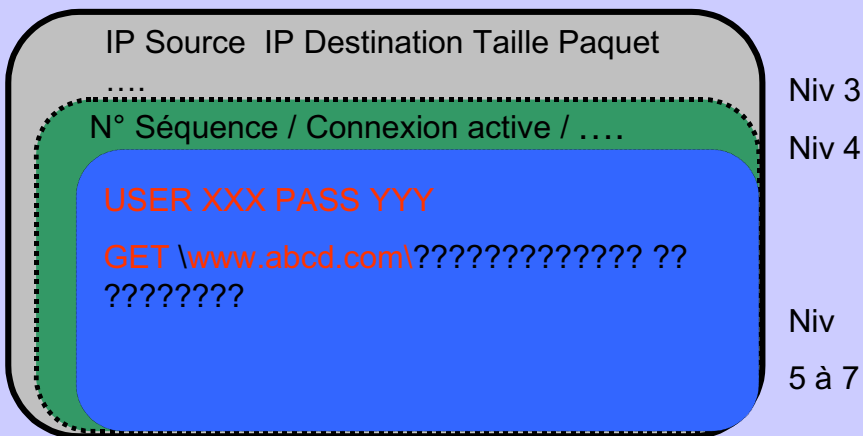 IP Source IP Destination Taille Paquet
….
Niv 3
N° Séquence / Connexion active / ….
Niv 4
USER XXX PASS YYY
GET \www.abcd.com\????????????? ??
????????
Niv
5 à 7